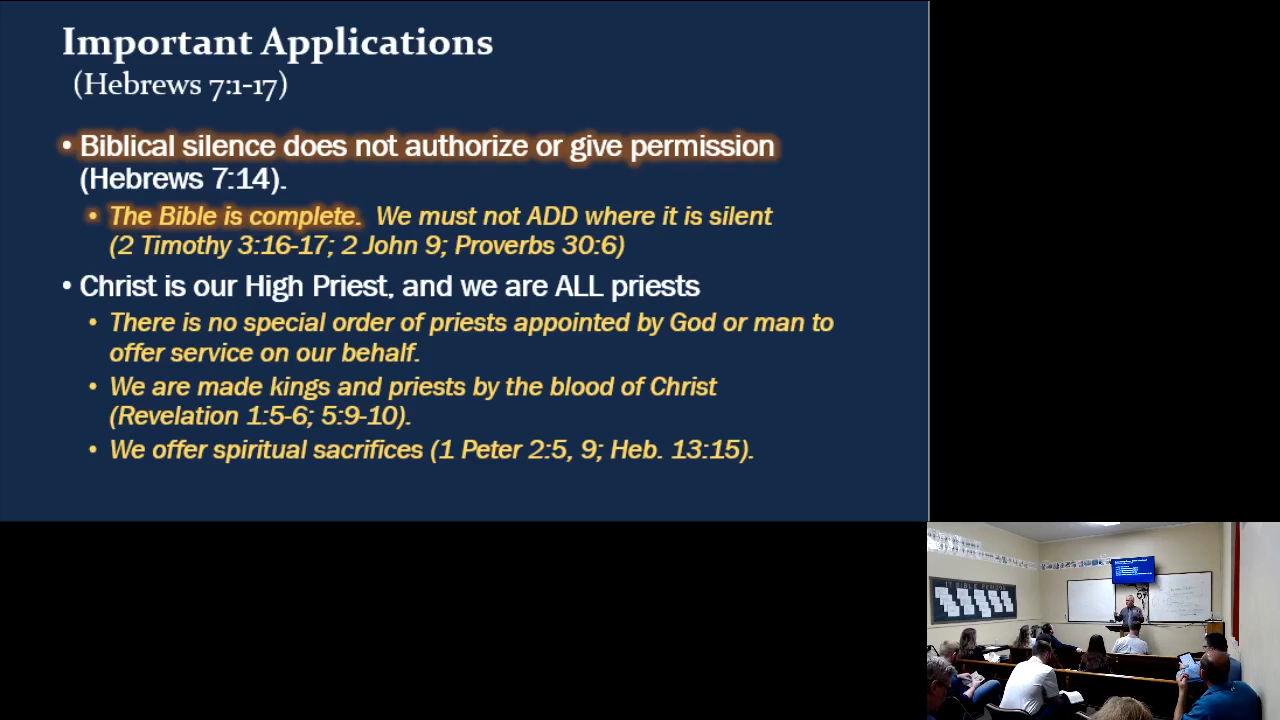 Important Applications
(Hebrews 7:1-17)
• Biblical silence does not authorize or give permission
(Hebrews 7:14).
• The Bible is complete. We must not ADD where it is silent
(2 Timothy 3:16-17; 2 John 9; Proverbs 30:6)
• Christ is our High Priest, and we are ALL priests
• There is no special order of priests appointed by God or man to
offer service on our behalf.
• We are made kings and priests by the blood of Christ
(Revelation 1:5-6; 5:9-10).
• We offer spiritual sacrifices (1 Peter 2:5, 9; Heb. 13:15).
17 BIBLE PERIODS